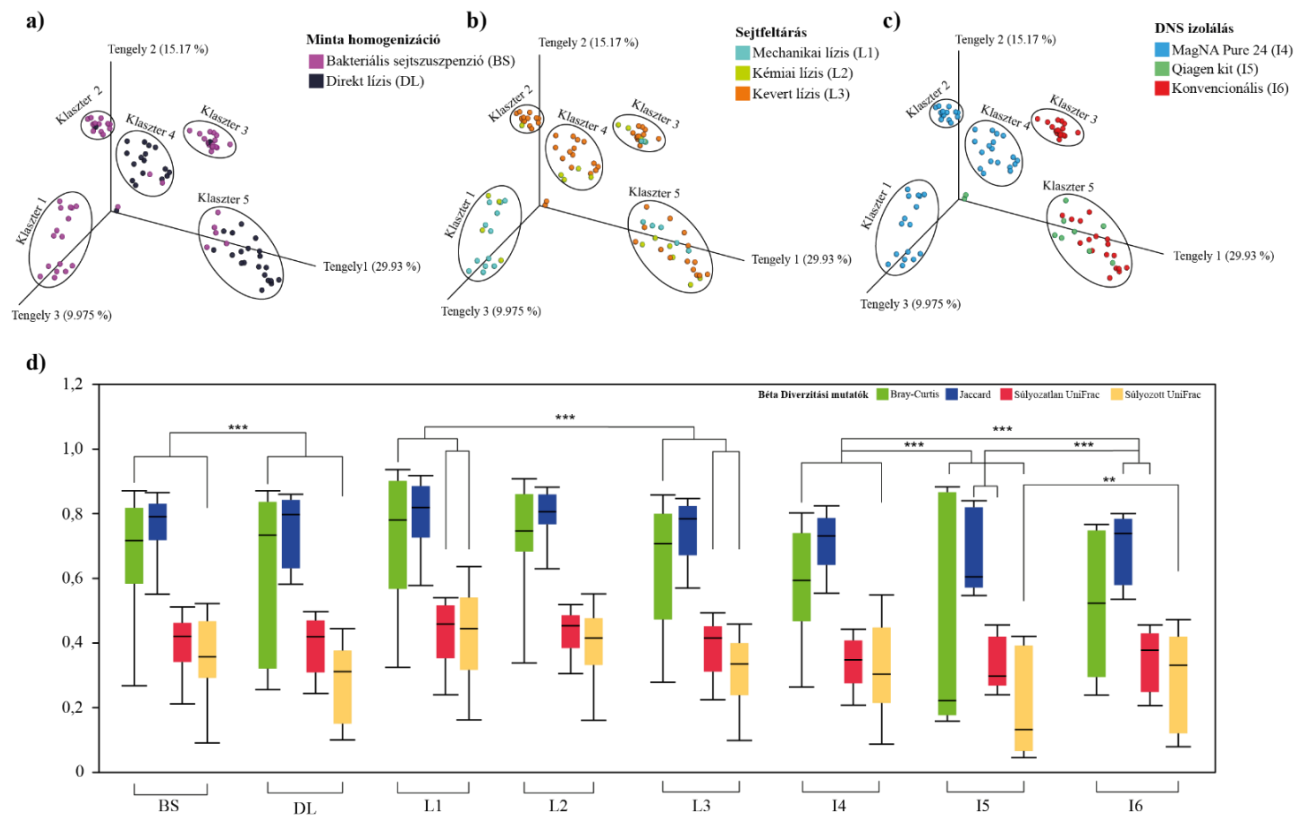 a)
Tengely 2 (15.17 %)
Minta homogenizáció
Bakteriális sejtszuszpenzió (BS)
Direkt lízis (DL)
Klaszter 2
Klaszter 4
Klaszter 3
Klaszter 1
Klaszter 5
Tengely1 (29.93 %)
Tengely 3 (9.975 %)
b)
Tengely 2 (15.17 %)
Sejtfeltárás
Mechanikai lízis (L1)
Kémiai lízis (L2)
Kevert lízis (L3)
Klaszter 2
Klaszter 4
Klaszter 3
Klaszter 1
Klaszter 5
Tengely 1 (29.93 %)
Tengely 3 (9.975 %)
c)
Tengely 2 (15.17 %)
DNS izolálás
MagNA Pure 24 (I4)
Qiagen kit (I5)
Konvencionális (I6)
Klaszter 2
Klaszter 4
Klaszter 3
Klaszter 1
Klaszter 5
Tengely 1 (29.93 %)
Tengely 3 (9.975 %)
d)
1,2
1,0
0,8
0,6
0,4
0,2
0
Béta Diverzitási mutatók Bray-Curtis Jaccard Súlyozatlan UniFrac Súlyozott UniFrac
***
***
***
***
***
**
BS DL L1 L2 L3 I4 I5 I6